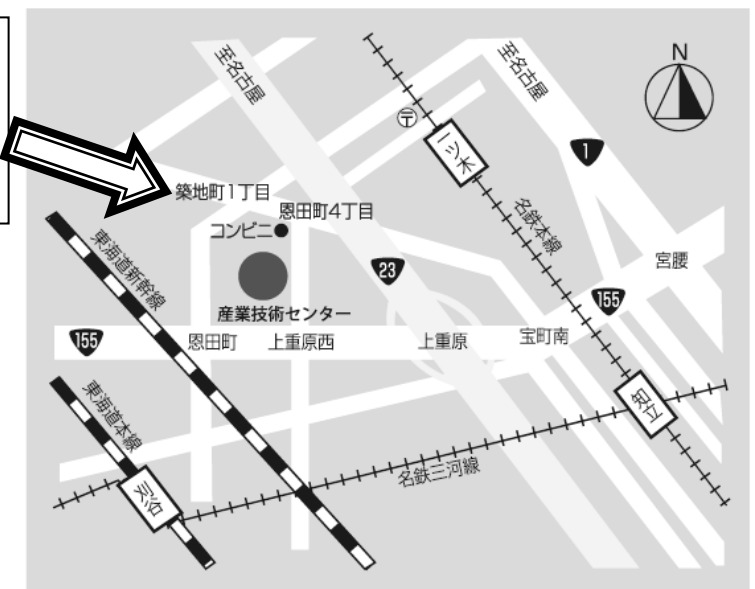 至名古屋
至名古屋
N
〒
一ツ木
1
築地町1丁目
恩田町4丁目
コンビニ
名鉄本線
東海道新幹線
23
宮腰
155
産業技術センター
155
恩田町
上重原西
上重原
宝町南
東海道本線
知立
名鉄三河線
刈谷